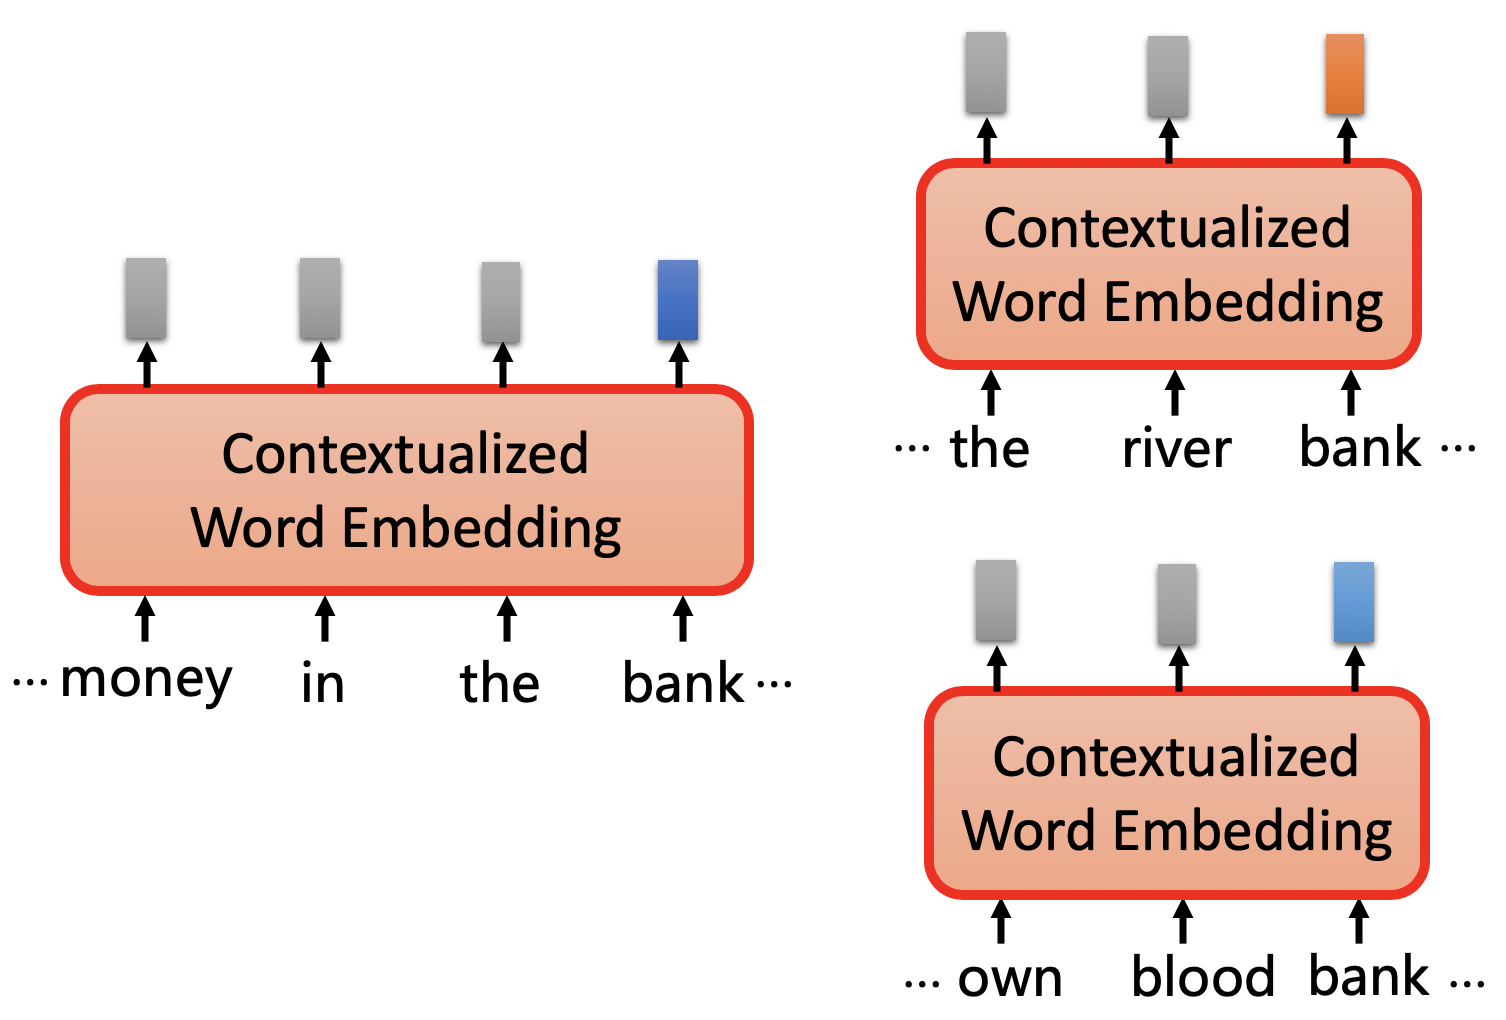 Contextualized
Word Embedding
··· money in the bank ···
Contextualized
Word Embedding
··· the river bank ···
Contextualized
Word Embedding
··· own blood bank ···